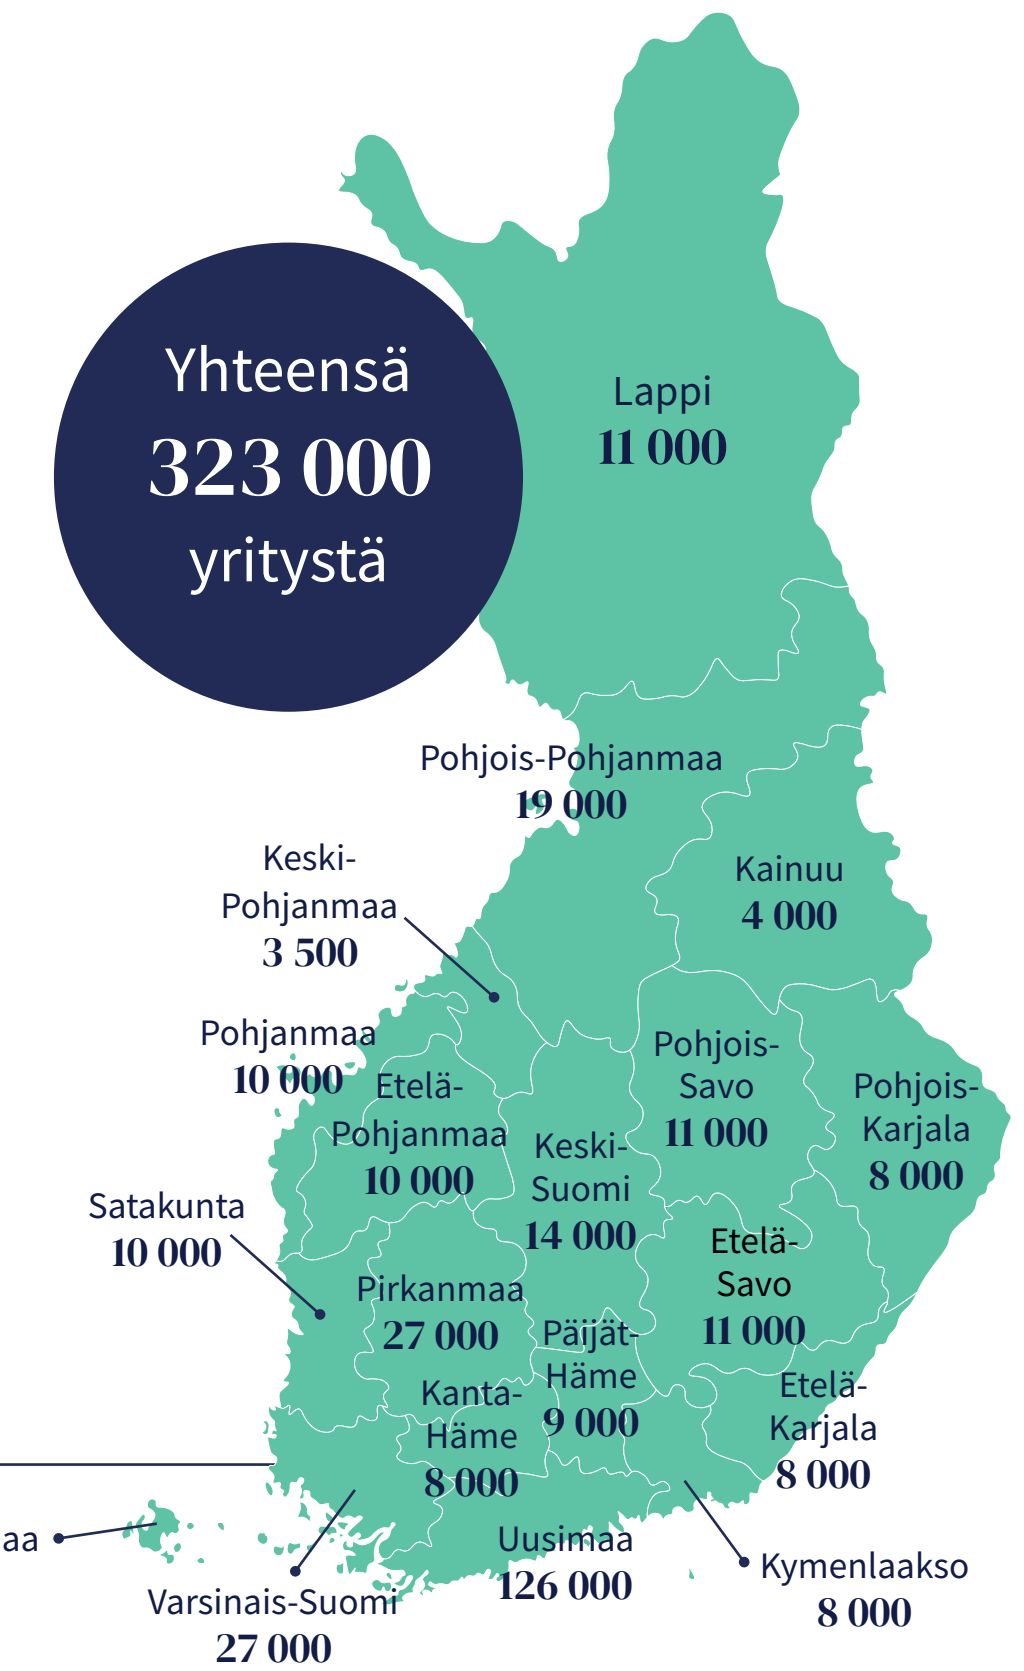 Yhteensä
323 000
yritystä
Lappi
11 000
Pohjois-Pohjanmaa
19 000
Keski-
Pohjanmaa
3 500
Kainuu
4 000
Pohjanmaa
10 000
Etelä-
Pohjanmaa
10 000
Keski-
Suomi
14 000
Pohjois-
Savo
11 000
Pohjois-
Karjala
8 000
Satakunta
10 000
Pirkanmaa
27 000
Etelä-
Savo
11 000
Päijät-
Häme
9 000
Kanta-
Häme
8 000
Etelä-
Karjala
8 000
aa
Uusimaa
126 000
Kymenlaakso
8 000
Varsinais-Suomi
27 000